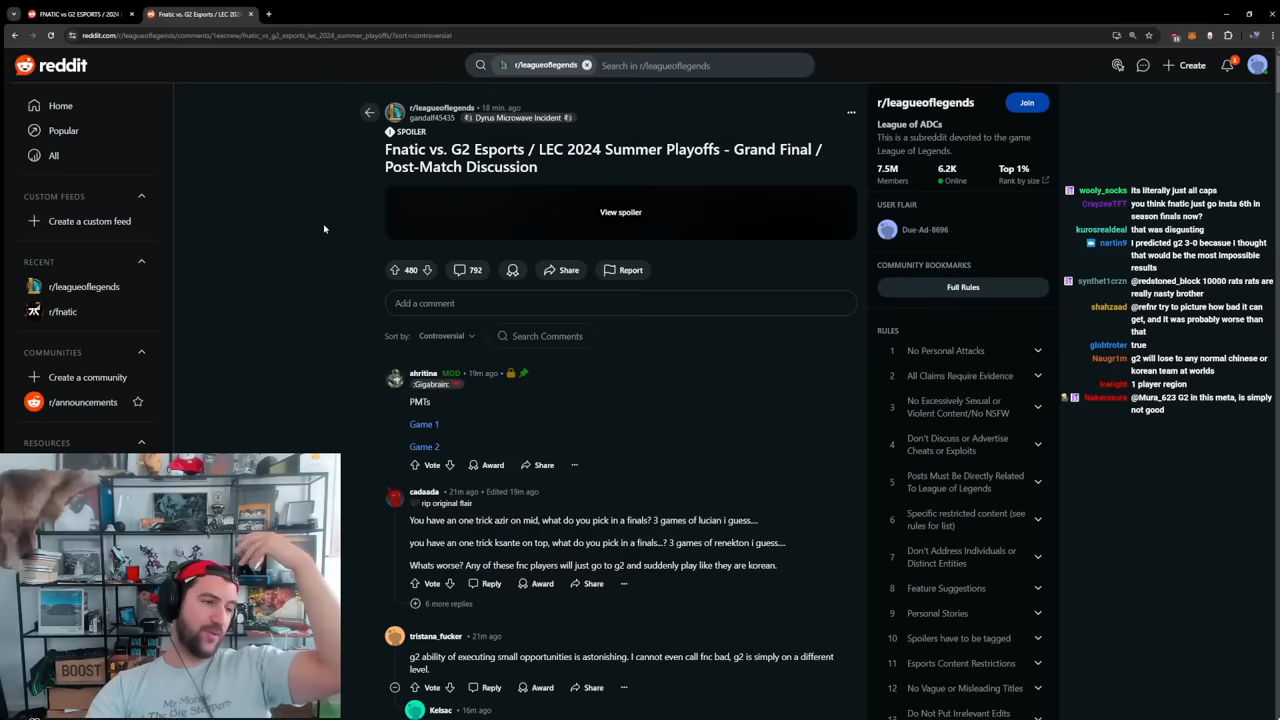 FNATIC vs. G2 ESPORTS / 2024
Fnatic vs. G2 Esports / LEC 202
reddit.com/r/leagueoflegends/comments/1eecrww/fnatic_vs_g2_esports_lec_2024_summer_playoffs/?sort=controversial
reddit
r/leagueoflegends
Search in r/leagueoflegends
Create
3
Home
Popular
All
CUSTOM FEEDS
Create a custom feed
RECENT
r/leagueoflegends
r/fnatic
COMMUNITIES
Create a community
r/announcements
RESOURCES
r/leagueoflegends • 18 min. ago
gandalf45435 Dyrus Microwave Incident
SPOILER
Fnatic vs. G2 Esports / LEC 2024 Summer Playoffs - Grand Final /
Post-Match Discussion
View spoiler
480
792
Share
Report
Add a comment
Sort by: Controversial
Search Comments
ahritina MOD • 19m ago
:Gigabrain:
PMTs
Game 1
Game 2
Vote
Award
Share
cadaada • 21m ago • Edited 19m ago
rip original flair
You have an one trick azir on mid, what do you pick in a finals? 3 games of lucian i guess....
you have an one trick ksante on top, what do you pick in a finals...? 3 games of renekton i guess....
Whats worse? Any of these fnc players will just go to g2 and suddenly play like they are korean.
Vote
Reply
Award
Share
6 more replies
tristana_fucker • 21m ago
g2 ability of executing small opportunities is astonishing. I cannot even call fnc bad, g2 is simply on a different
level.
Vote
Reply
Award
Share
Kelsac • 16m ago
r/leagueoflegends
Join
League of ADCs
This is a subreddit devoted to the game
League of Legends.
7.5M
6.2K
Top 1%
Members
Online
Rank by size
USER FLAIR
Due-Ad-8696
COMMUNITY BOOKMARKS
Full Rules
RULES
1 No Personal Attacks
2 All Claims Require Evidence
3 No Excessively Sexual or
Violent Content/No NSFW
4 Don't Discuss or Advertise
Cheats or Exploits
5 Posts Must Be Directly Related
To League of Legends
6 Specific restricted content (see
rules for list)
7 Don't Address Individuals or
Distinct Entities
8 Feature Suggestions
9 Personal Stories
10 Spoilers have to be tagged
11 Esports Content Restrictions
12 No Vague or Misleading Titles
13 Do Not Put Irrelevant Edits
wooly_socks its literally just all caps
CrayzeeTFT you think fnatic just go insta 6th in
season finals now?
kurosrealdeal that was disgusting
nartin9 I predicted g2 3-0 becasue I thought
that would be the most impossible
results
synthet1crzn @redstoned_block 10000 rats rats are
really nasty brother
shahzaad @refnr try to picture how bad it can
get, and it was probably worse than
that
globtroter true
Naugr1m g2 will lose to any normal chinese or
korean team at worlds
Icelight 1 player region
@Mura_623 G2 in this meta, is simply
not good
BOOST